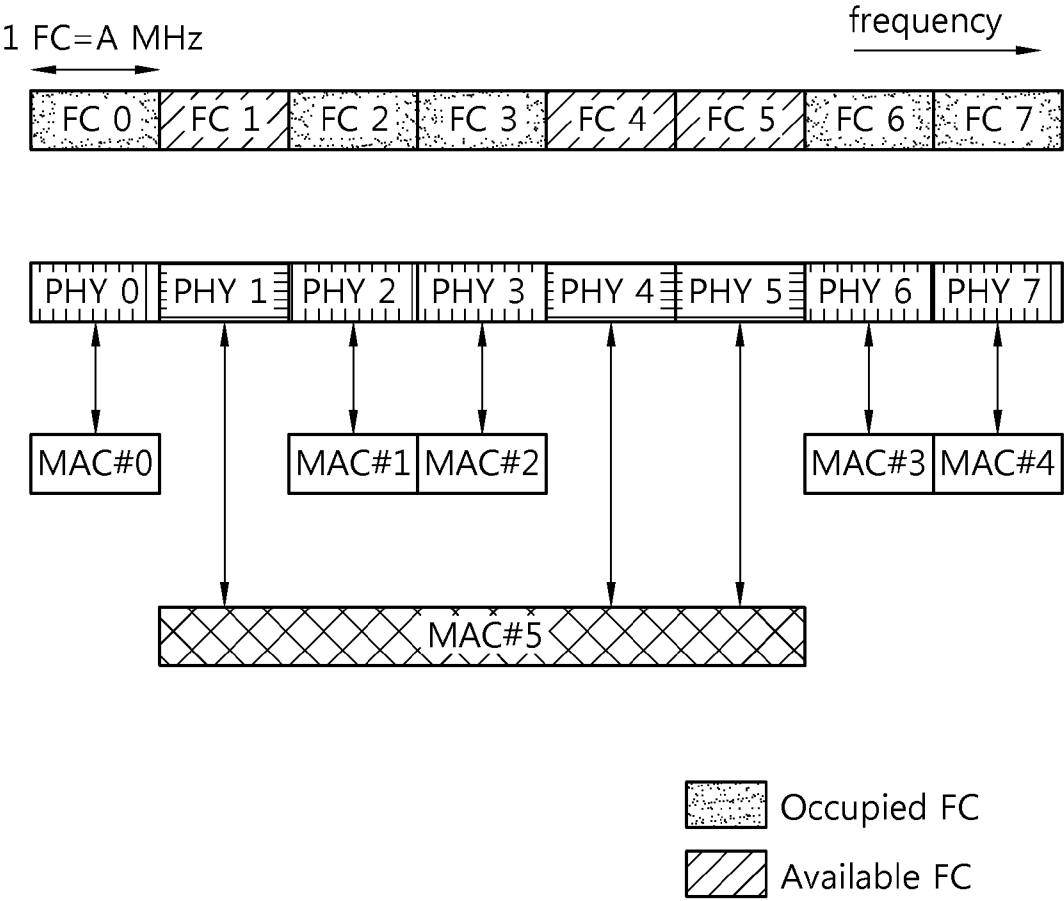 1 FC=A MHz
frequency
FC 0 FC 1 FC 2 FC 3 FC 4 FC 5 FC 6 FC 7
PHY 0 PHY 1 PHY 2 PHY 3 PHY 4 PHY 5 PHY 6 PHY 7
MAC#0 MAC#1 MAC#2 MAC#3 MAC#4
MAC#5
Occupied FC
Available FC